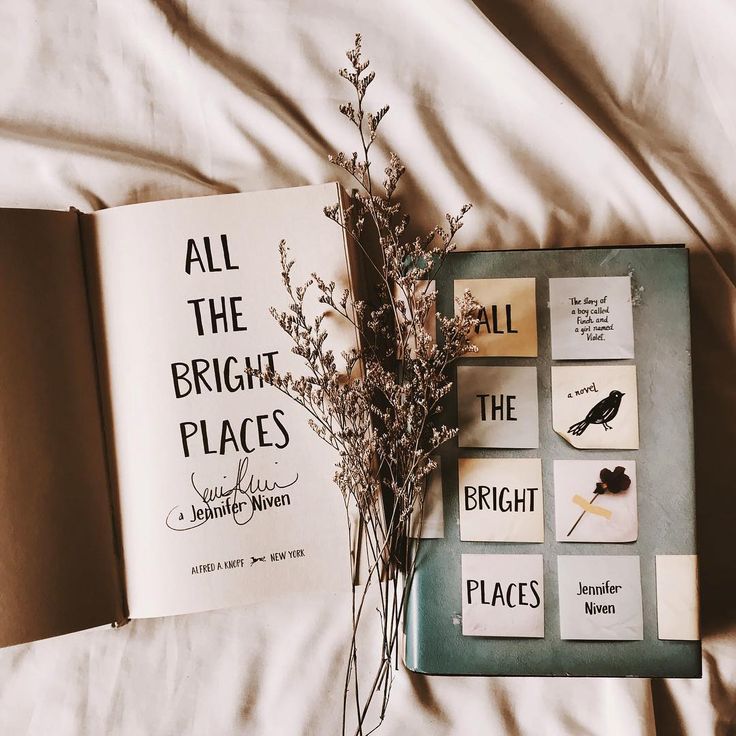 ALL
THE
BRIGHT
PLACES
a Jennifer Niven
ALFRED A. KNOPF NEW YORK
ALL
The story of
a boy called
Finch and
a girl named
Violet.
THE
a novel
BRIGHT
PLACES
Jennifer
Niven